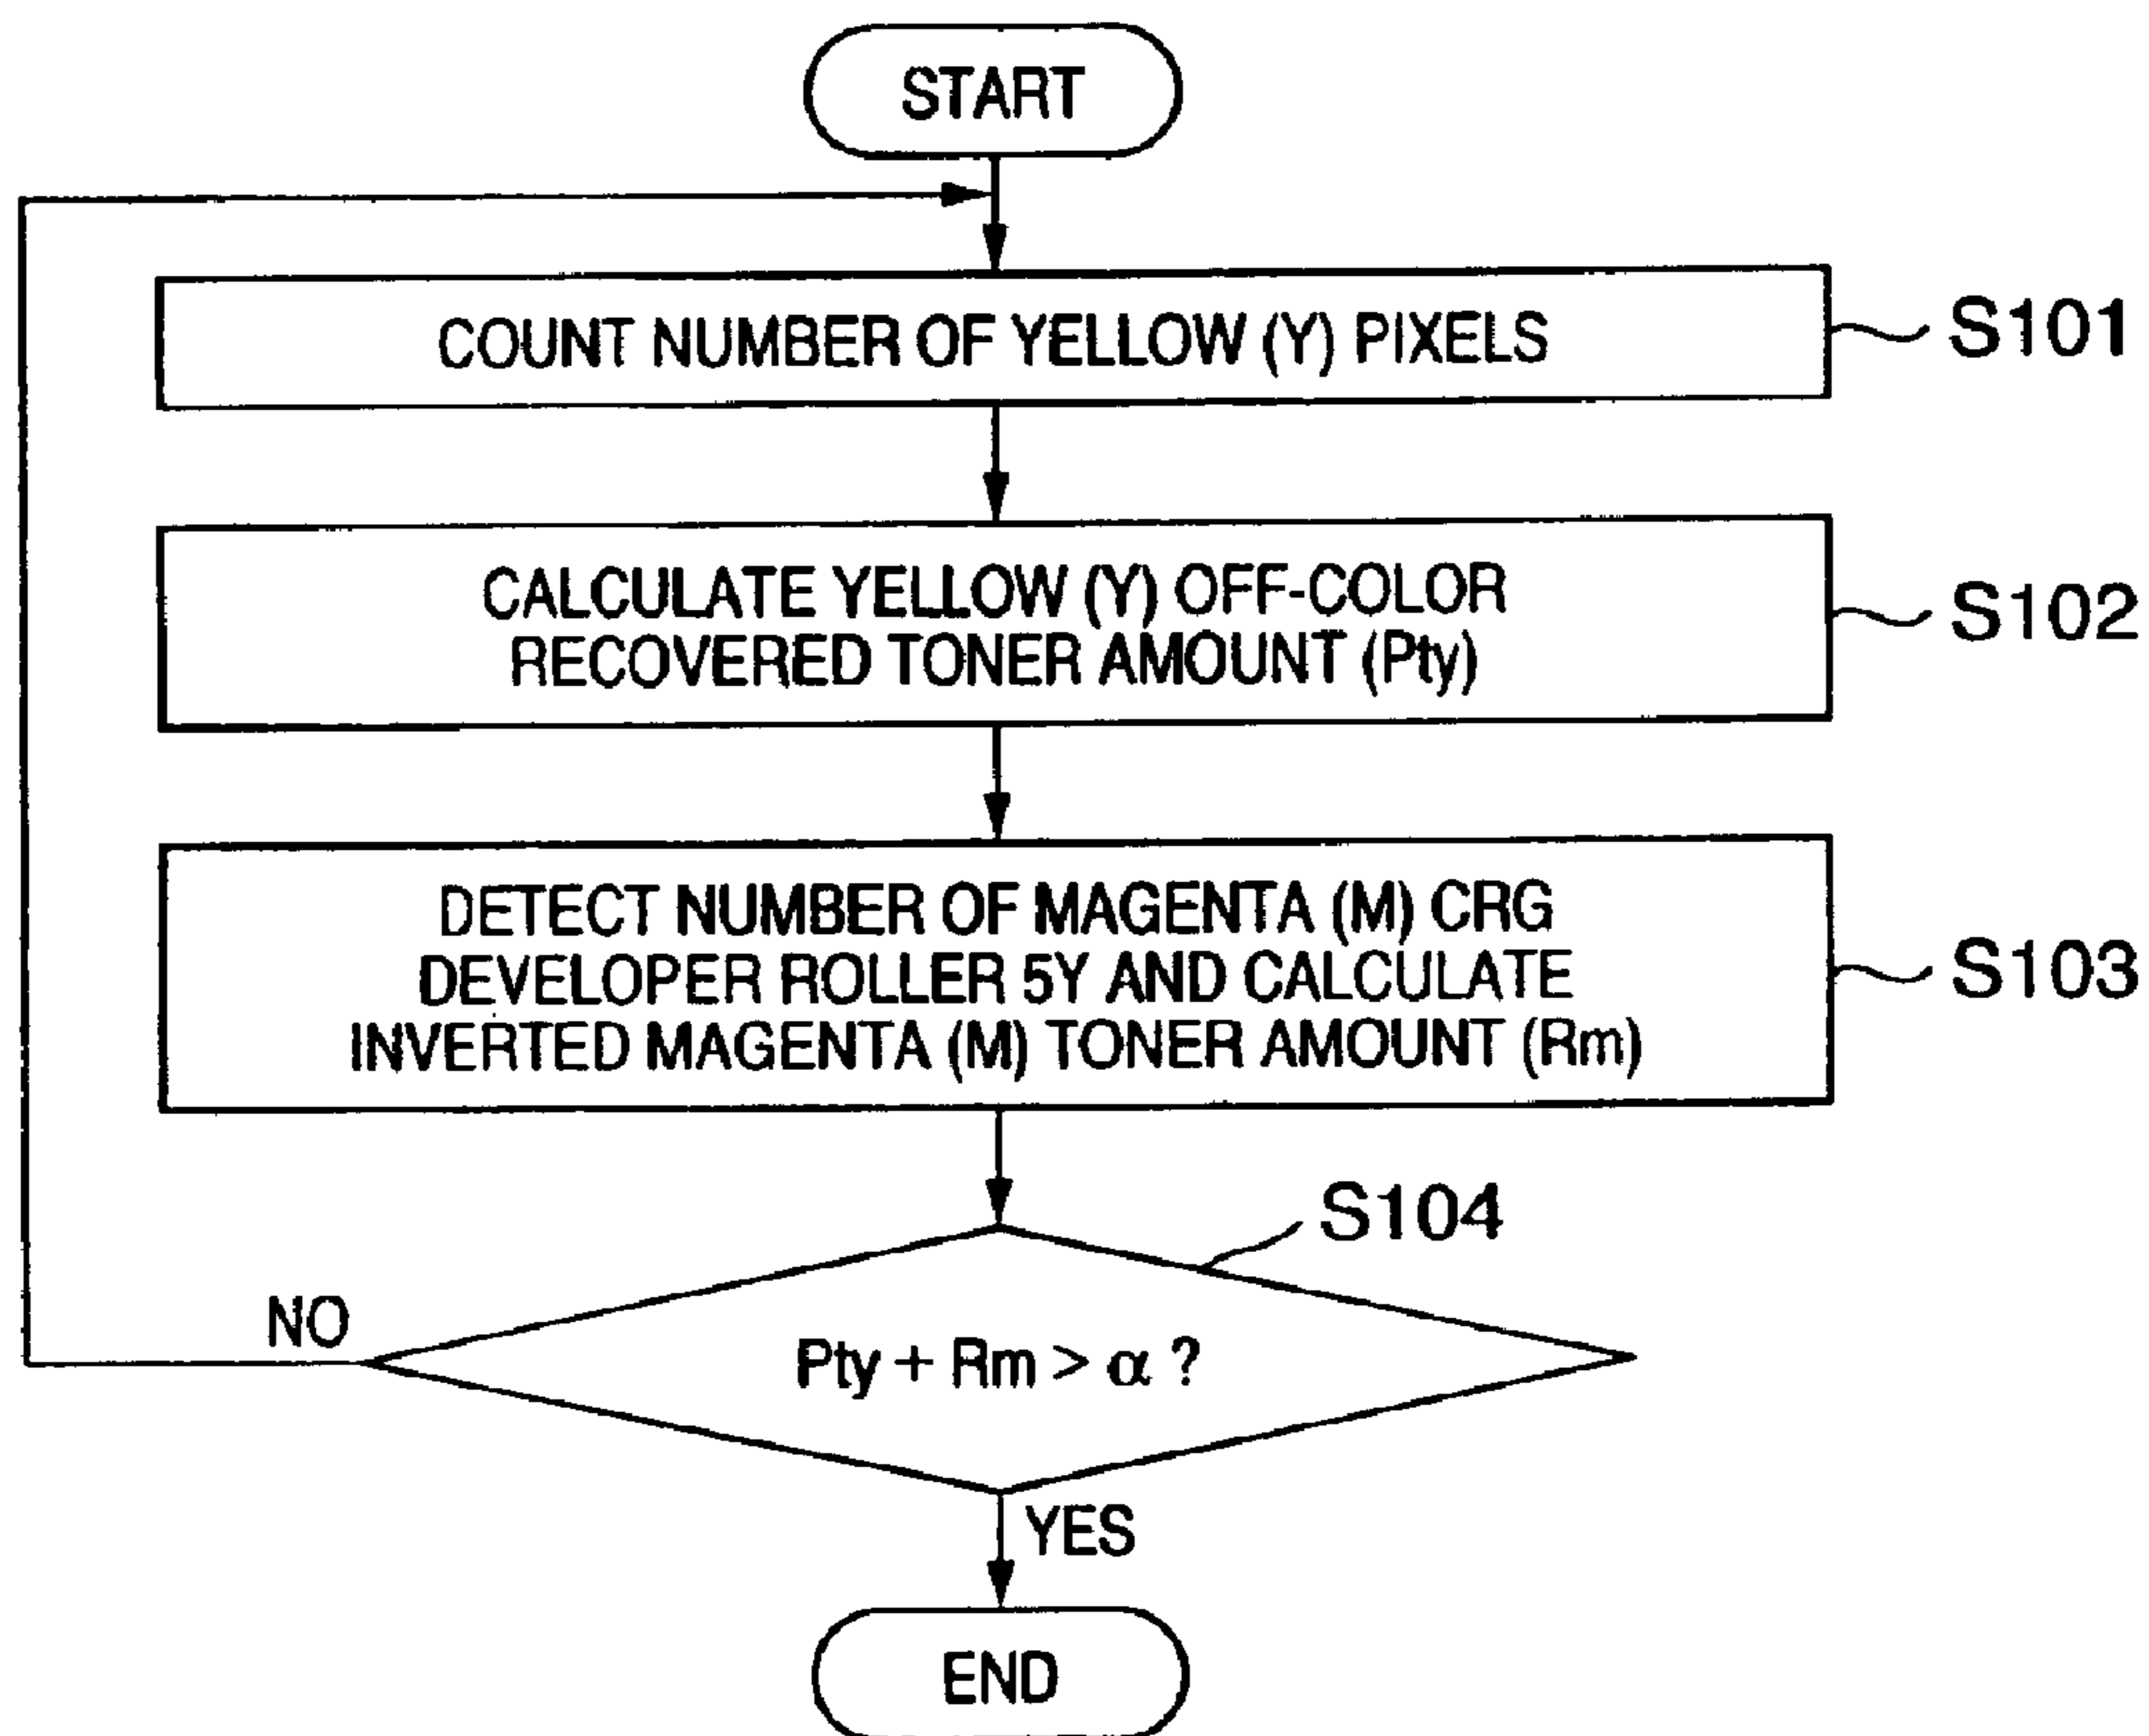 START
COUNT NUMBER OF YELLOW (Y) PIXELS
S101
CALCULATE YELLOW (Y) OFF-COLOR
RECOVERED TONER AMOUNT (Pty)
S102
DETECT NUMBER OF MAGENTA (M) CRG
DEVELOPER ROLLER 5Y AND CALCULATE
INVERTED MAGENTA (M) TONER AMOUNT (Rm)
S103
S104
NO
Pty + Rm > α ?
YES
END